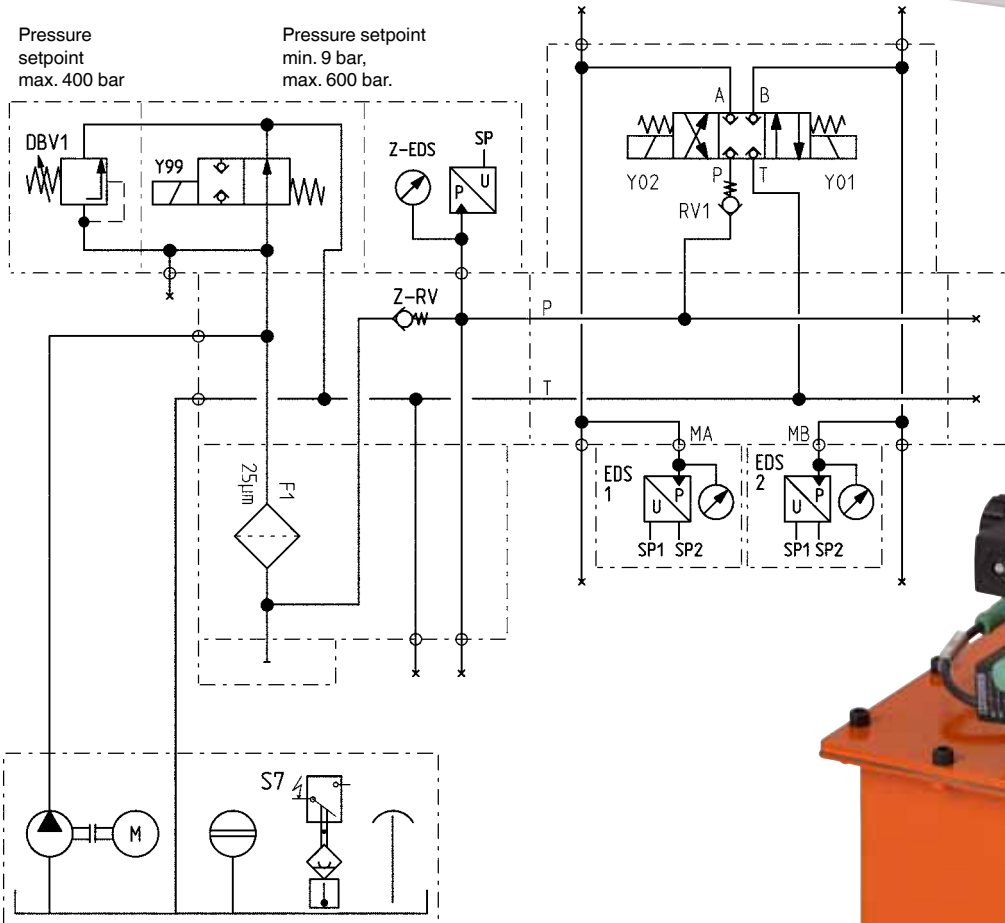 Pressure
setpoint
max. 400 bar
Pressure setpoint
min. 9 bar,
max. 600 bar.
DBV1
Y99
Z-EDS
SP
P U
A B
Y02
P T
Y01
RV1
Z-RV
P
T
MA
MB
EDS
1
U P
SP1 SP2
EDS
2
U P
SP1 SP2
F1
25µm
S7
M